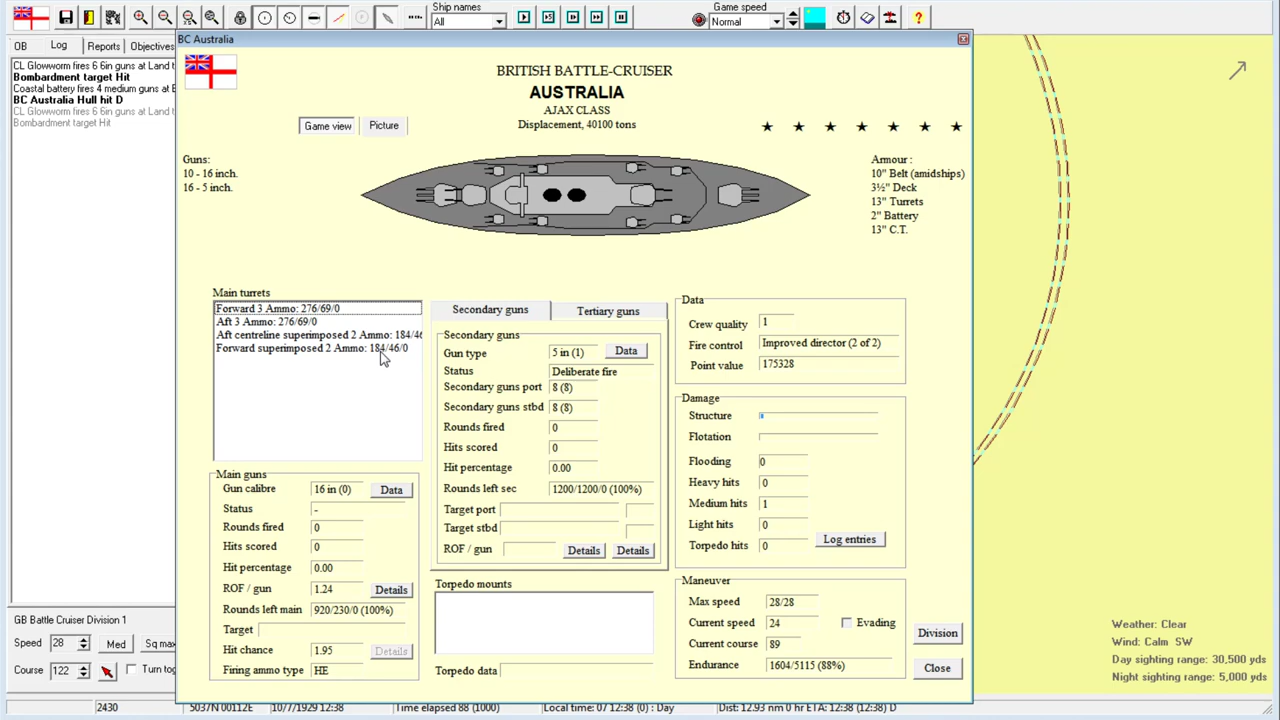 Ship names
All
Game speed
Normal
OB Log Reports Objectives
CL Glowworm fires 6 6in guns at Land t
Bombardment target Hit
Coastal battery fires 4 medium guns at E
BC Australia Hull hit D
CL Glowworm fires 6 6in guns at Land t
Bombardment target Hit
GB Battle Cruiser Division 1
Speed 28 Med Sq max
Course 122 Turn tog
BC Australia
BRITISH BATTLE-CRUISER
AUSTRALIA
AJAX CLASS
Displacement, 40100 tons
Game view Picture
Guns:
10 - 16 inch.
16 - 5 inch.
Armour :
10" Belt (amidships)
3½" Deck
13" Turrets
2" Battery
13" C.T.
Main turrets
Forward 3 Ammo: 276/69/0
Aft 3 Ammo: 276/69/0
Aft centreline superimposed 2 Ammo: 184/46
Forward superimposed 2 Ammo: 184/46/0
Main guns
Gun calibre 16 in (0) Data
Status -
Rounds fired 0
Hits scored 0
Hit percentage 0.00
ROF / gun 1.24 Details
Rounds left main 920/230/0 (100%)
Target
Hit chance 1.95 Details
Firing ammo type HE
Secondary guns Tertiary guns
Secondary guns
Gun type 5 in (1) Data
Status Deliberate fire
Secondary guns port 8 (8)
Secondary guns stbd 8 (8)
Rounds fired 0
Hits scored 0
Hit percentage 0.00
Rounds left sec 1200/1200/0 (100%)
Target port
Target stbd
ROF / gun Details Details
Torpedo mounts
Torpedo data
Data
Crew quality 1
Fire control Improved director (2 of 2)
Point value 175328
Damage
Structure
Flotation
Flooding 0
Heavy hits 0
Medium hits 1
Light hits 0
Torpedo hits 0
Log entries
Maneuver
Max speed 28/28
Current speed 24 Evading
Current course 89
Endurance 1604/5115 (88%)
Division
Close
Weather: Clear
Wind: Calm SW
Day sighting range: 30,500 yds
Night sighting range: 5,000 yds
2430 5037N 00112E 10/7/1929 12:38 Time elapsed 88 (1000) Local time: 07 12:38 (0) : Day Dist: 12.93 nm 0 hr ETA: 12:38 (12:38) D